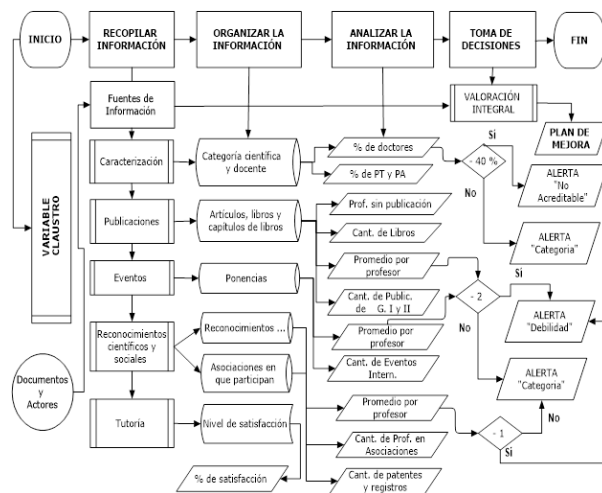 INICIO
RECOPILAR
INFORMACIÓN
ORGANIZAR LA
INFORMACIÓN
ANALIZAR LA
INFORMACIÓN
TOMA DE
DECISIONES
FIN
Fuentes de
Información
VALORACIÓN
INTEGRAL
PLAN DE
MEJORA
VARIABLE
CLAUSTRO
Caracterización
Categoría científica
y docente
% de doctores
% de PT y PA
- 40 %
Si
No
ALERTA
"No
Acreditable"
ALERTA
"Categoria"
Publicaciones
Artículos, libros y
capítulos de libros
Prof. sin publicación
Cant. de Libros
Promedio por
profesor
Cant. de Public.
de G. I y II
Eventos
Ponencias
Promedio por
profesor
Cant. de Eventos
Intern.
- 2
Si
No
ALERTA
"Debilidad"
ALERTA
"Categoria"
Reconocimientos
científicos y
sociales
Reconocimientos ...
Asociaciones en
que participan
Promedio por
profesor
Cant. de Prof. en
Asociaciones
Cant. de patentes
y registros
- 1
No
Si
Documentos
y
Actores
Tutoría
Nivel de satisfacción
% de satisfacción